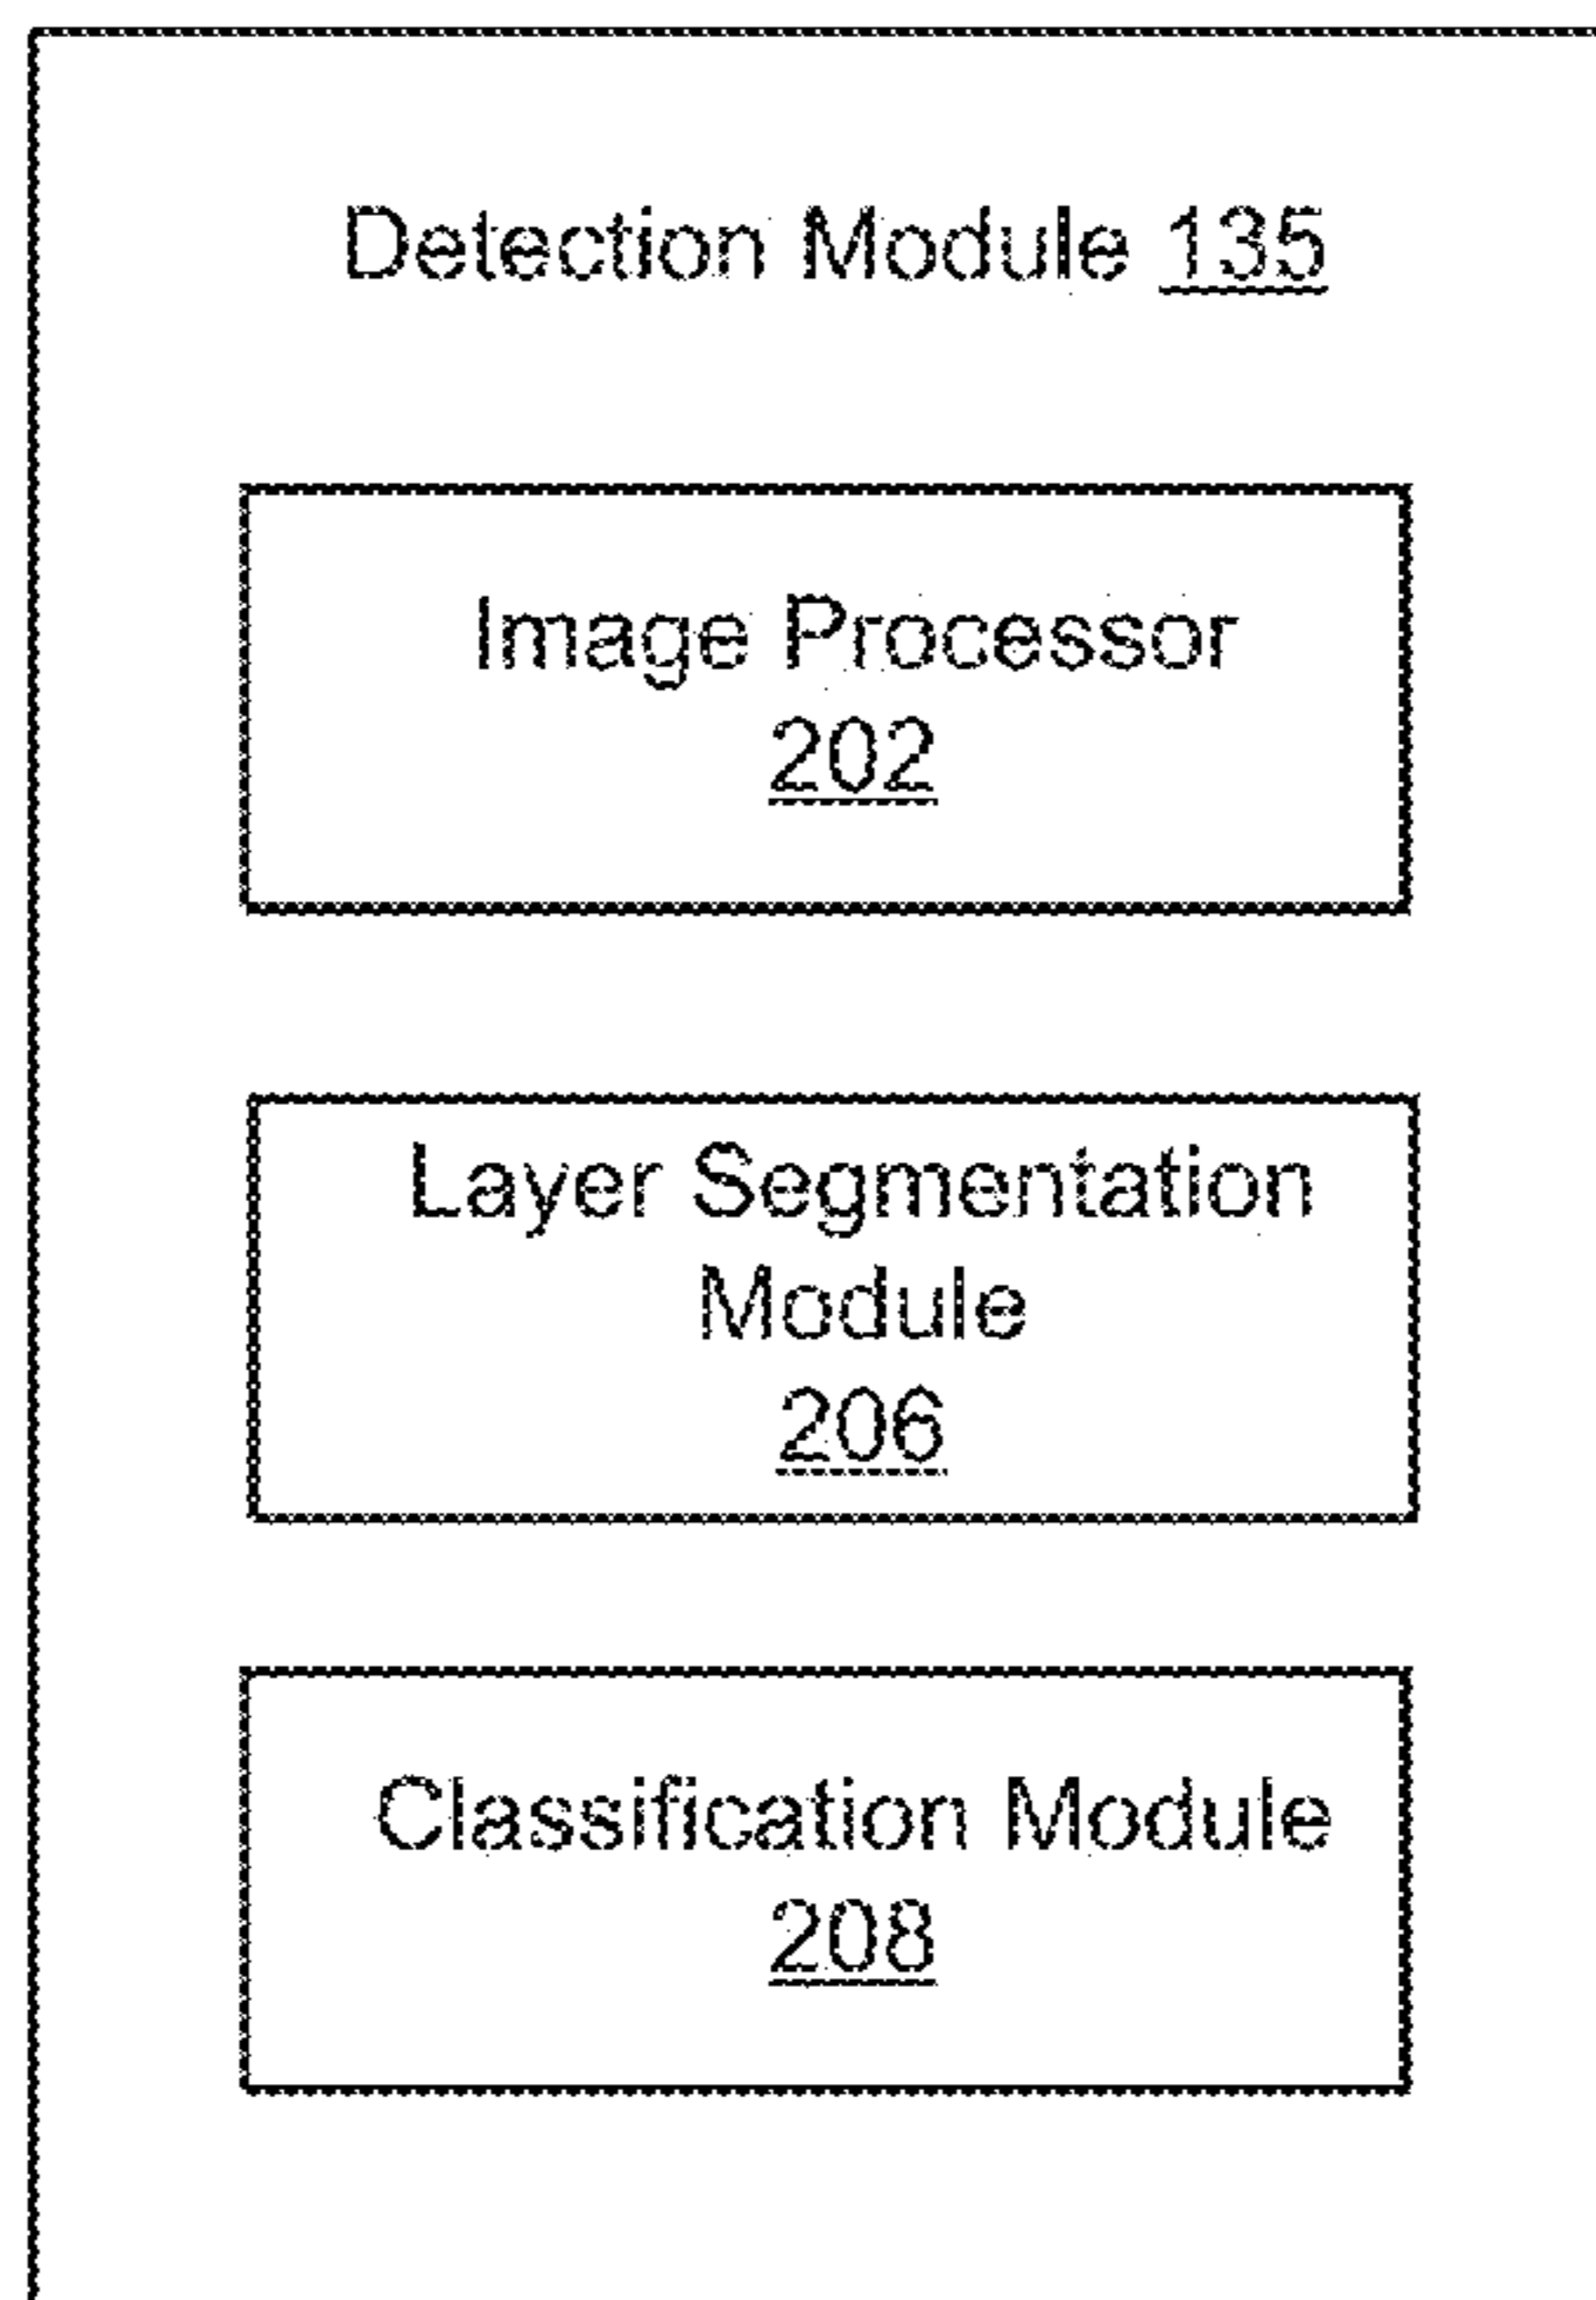 Detection Module 135
Image Processor
202
Layer Segmentation
Module
206
Classification Module
208